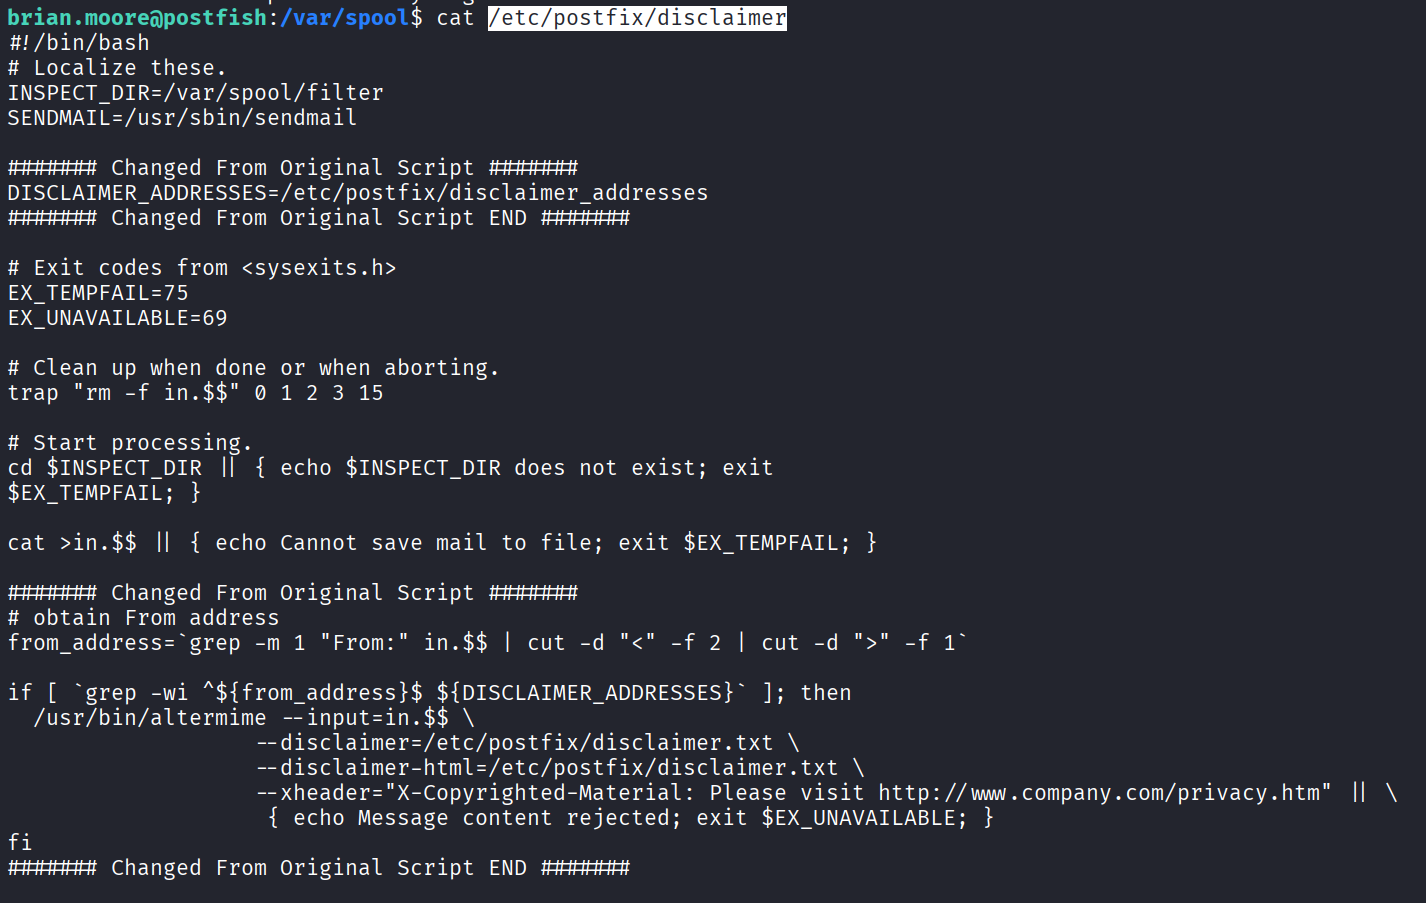 brian.moore@postfish:/var/spool$ cat /etc/postfix/disclaimer
#!/bin/bash
# Localize these.
INSPECT_DIR=/var/spool/filter
SENDMAIL=/usr/sbin/sendmail

####### Changed From Original Script #######
DISCLAIMER_ADDRESSES=/etc/postfix/disclaimer_addresses
####### Changed From Original Script END #######

# Exit codes from <sysexits.h>
EX_TEMPFAIL=75
EX_UNAVAILABLE=69

# Clean up when done or when aborting.
trap "rm -f in.$$" 0 1 2 3 15

# Start processing.
cd $INSPECT_DIR || { echo $INSPECT_DIR does not exist; exit
$EX_TEMPFAIL; }

cat >in.$$ || { echo Cannot save mail to file; exit $EX_TEMPFAIL; }

####### Changed From Original Script #######
# obtain From address
from_address=`grep -m 1 "From:" in.$$ | cut -d "<" -f 2 | cut -d ">" -f 1`

if [ `grep -wi ^${from_address}$ ${DISCLAIMER_ADDRESSES}` ]; then
  /usr/bin/altermime --input=in.$$ \
                   --disclaimer=/etc/postfix/disclaimer.txt \
                   --disclaimer-html=/etc/postfix/disclaimer.txt \
                   --xheader="X-Copyrighted-Material: Please visit http://www.company.com/privacy.htm" || \
                    { echo Message content rejected; exit $EX_UNAVAILABLE; }
fi
####### Changed From Original Script END #######